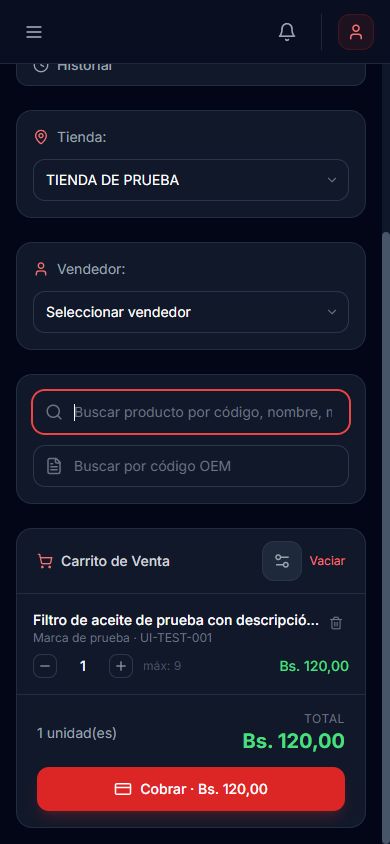 Historial
Tienda:
TIENDA DE PRUEBA
Vendedor:
Seleccionar vendedor
Buscar producto por código, nombre, n
Buscar por código OEM
Carrito de Venta
Vaciar
Filtro de aceite de prueba con descripció...
Marca de prueba · UI-TEST-001
1
máx: 9
Bs. 120,00
TOTAL
1 unidad(es)
Bs. 120,00
Cobrar · Bs. 120,00